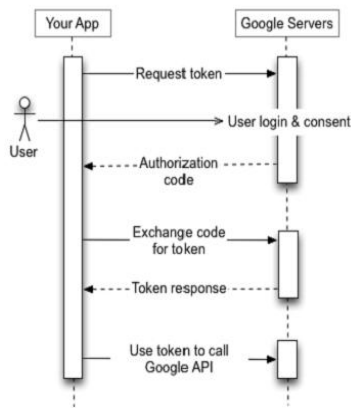 Your App
Google Servers
Request token
User login & consent
User
Authorization
code
Exchange code
for token
Token response
Use token to call
Google API